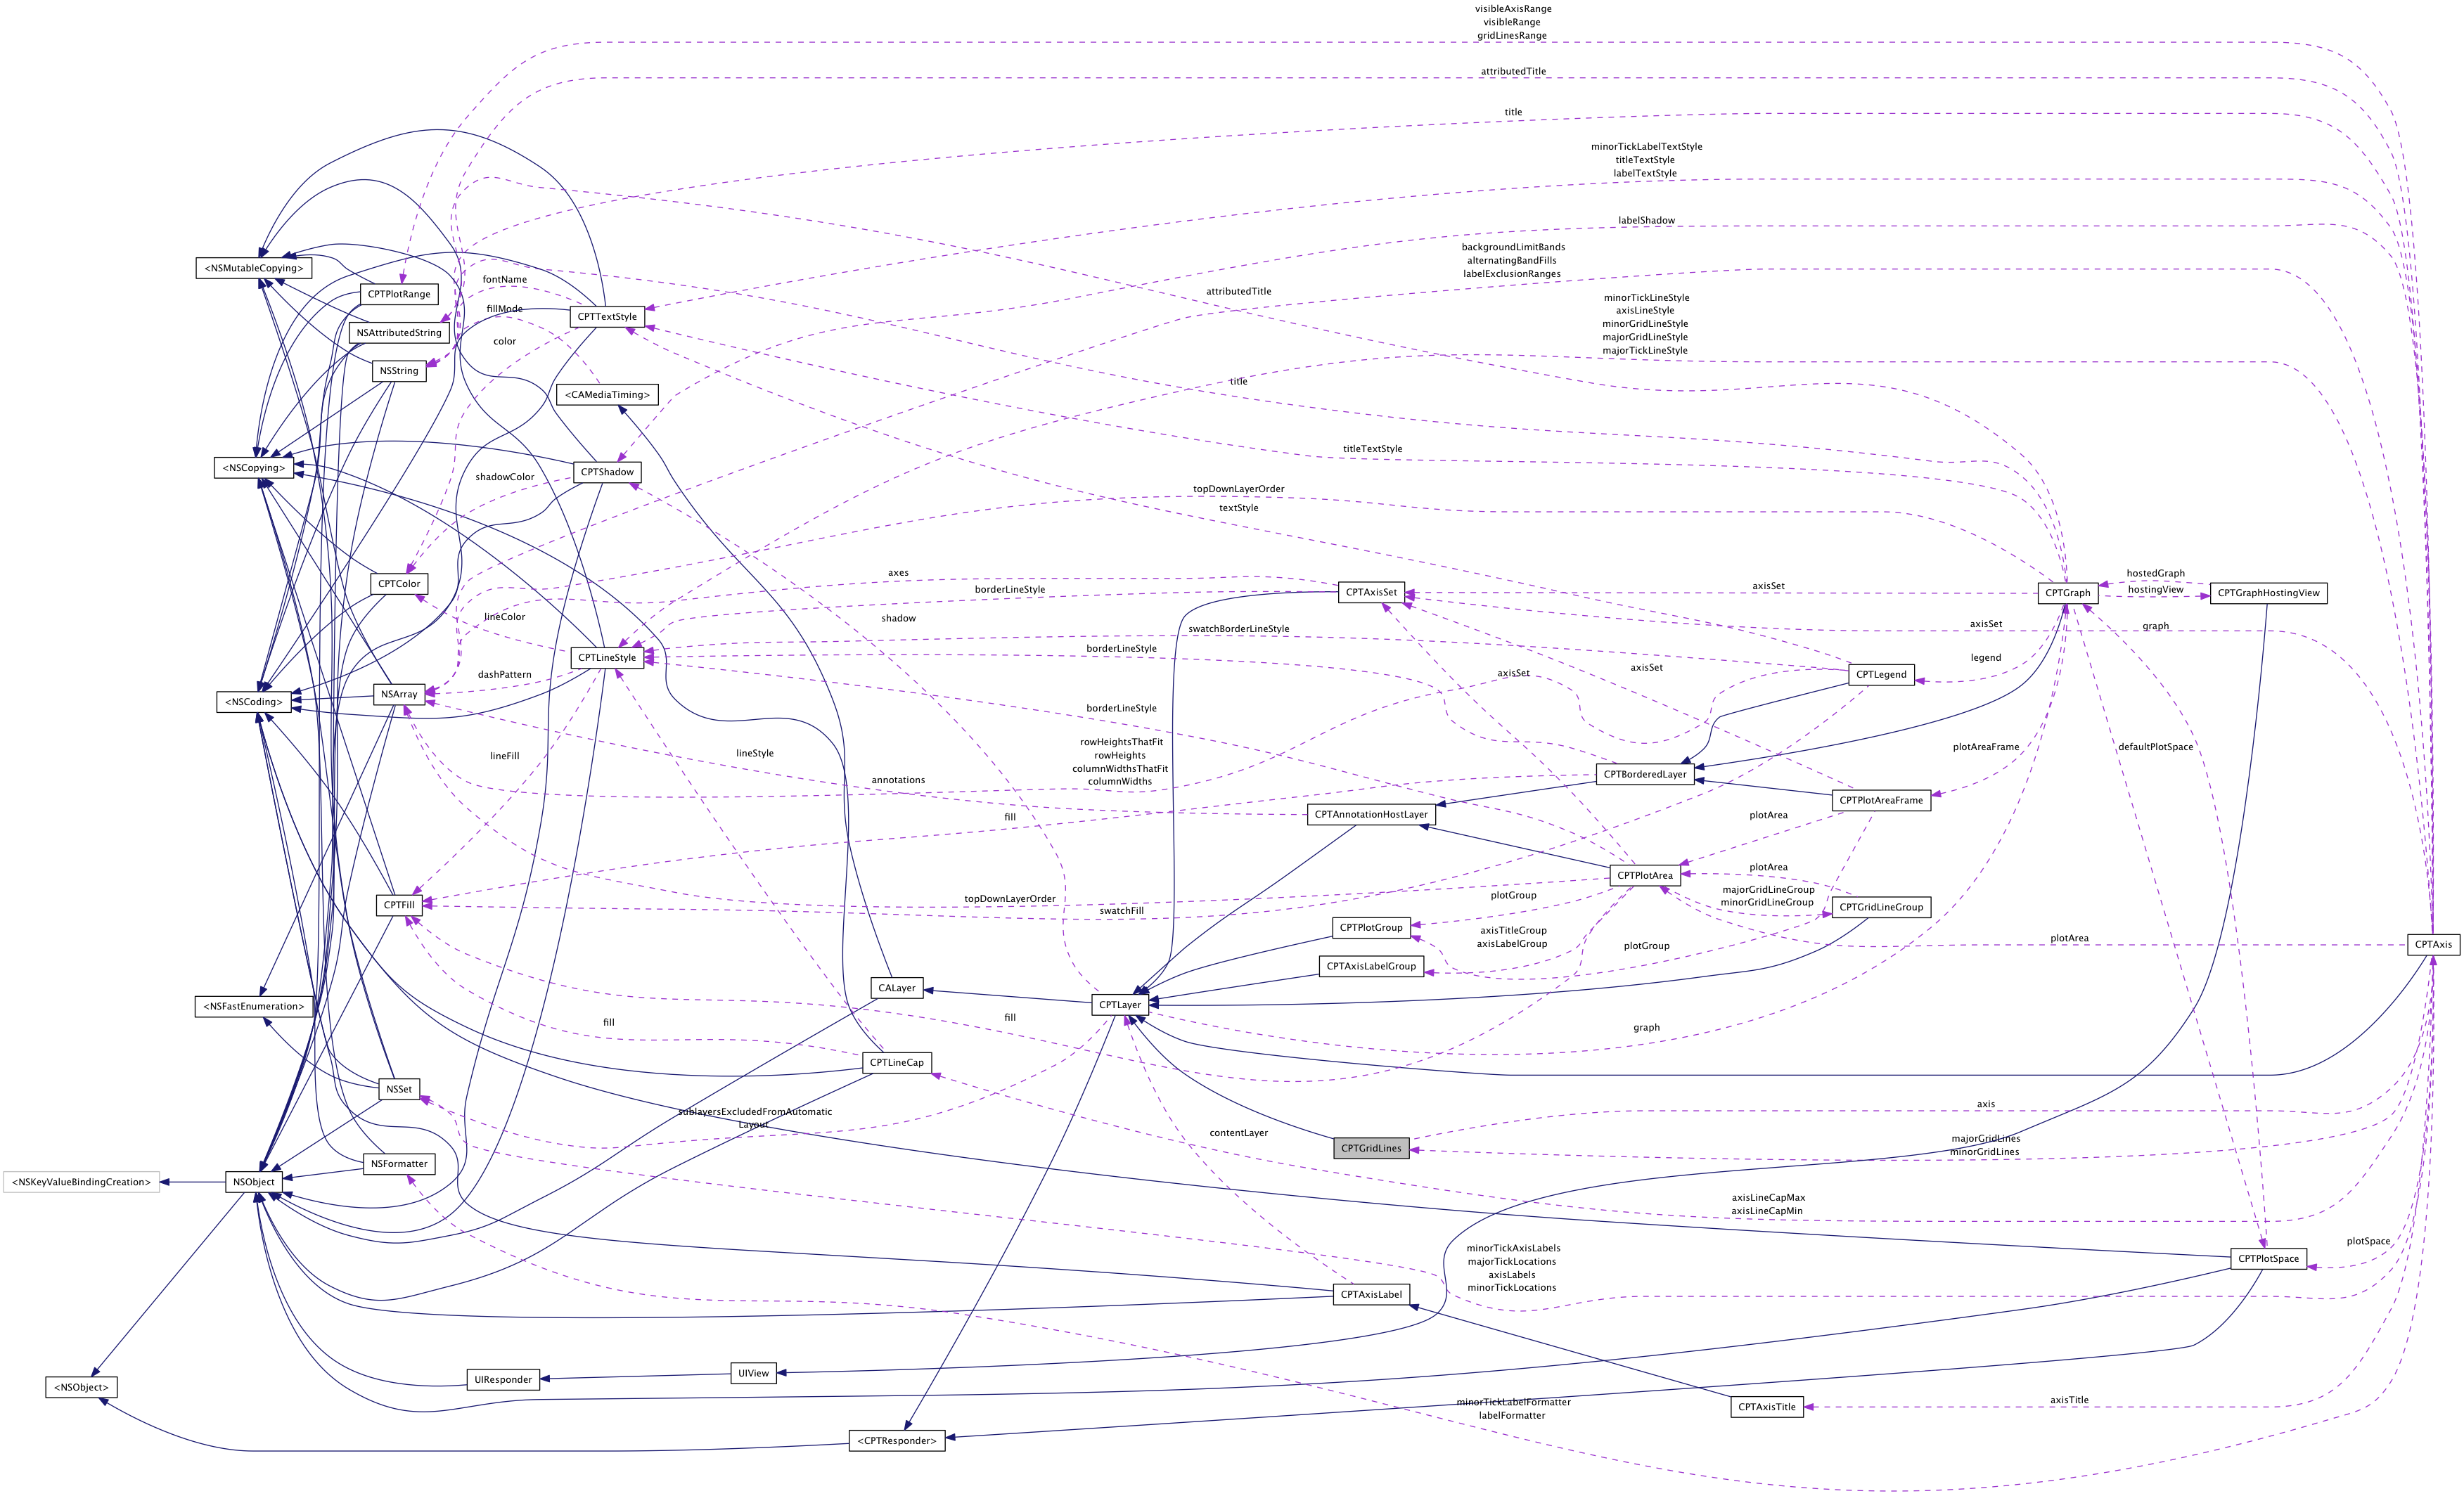 visibleAxisRange
visibleRange
gridLinesRange
attributedTitle
title
minorTickLabelTextStyle
titleTextStyle
labelTextStyle
labelShadow
backgroundLimitBands
alternatingBandFills
labelExclusionRanges
<NSMutableCopying>
CPTPlotRange
fontName
attributedTitle
minorTickLineStyle
axisLineStyle
minorGridLineStyle
majorGridLineStyle
majorTickLineStyle
NSAttributedString
fillMode
CPTTextStyle
color
NSString
title
<CAMediaTiming>
titleTextStyle
<NSCopying>
CPTShadow
shadowColor
topDownLayerOrder
textStyle
CPTColor
axes
hostedGraph
CPTAxisSet
borderLineStyle
axisSet
CPTGraph
hostingView
CPTGraphHostingView
lineColor
shadow
swatchBorderLineStyle
axisSet
graph
CPTLineStyle
borderLineStyle
legend
dashPattern
axisSet
axisSet
CPTLegend
<NSCoding>
NSArray
borderLineStyle
lineFill
lineStyle
rowHeightsThatFit
rowHeights
columnWidthsThatFit
columnWidths
plotAreaFrame
defaultPlotSpace
annotations
CPTBorderedLayer
CPTPlotAreaFrame
fill
CPTAnnotationHostLayer
plotArea
plotArea
CPTPlotArea
majorGridLineGroup
minorGridLineGroup
CPTFill
topDownLayerOrder
swatchFill
plotGroup
CPTGridLineGroup
CPTPlotGroup
axisTitleGroup
axisLabelGroup
plotGroup
plotArea
CPTAxis
CPTAxisLabelGroup
<NSFastEnumeration>
CALayer
CPTLayer
fill
fill
graph
CPTLineCap
NSSet
sublayersExcludedFromAutomatic
Layout
contentLayer
axis
CPTGridLines
majorGridLines
minorGridLines
NSFormatter
<NSKeyValueBindingCreation>
NSObject
axisLineCapMax
axisLineCapMin
plotSpace
CPTPlotSpace
minorTickAxisLabels
majorTickLocations
axisLabels
minorTickLocations
CPTAxisLabel
<NSObject>
UIResponder
UIView
minorTickLabelFormatter
labelFormatter
CPTAxisTitle
axisTitle
<CPTResponder>